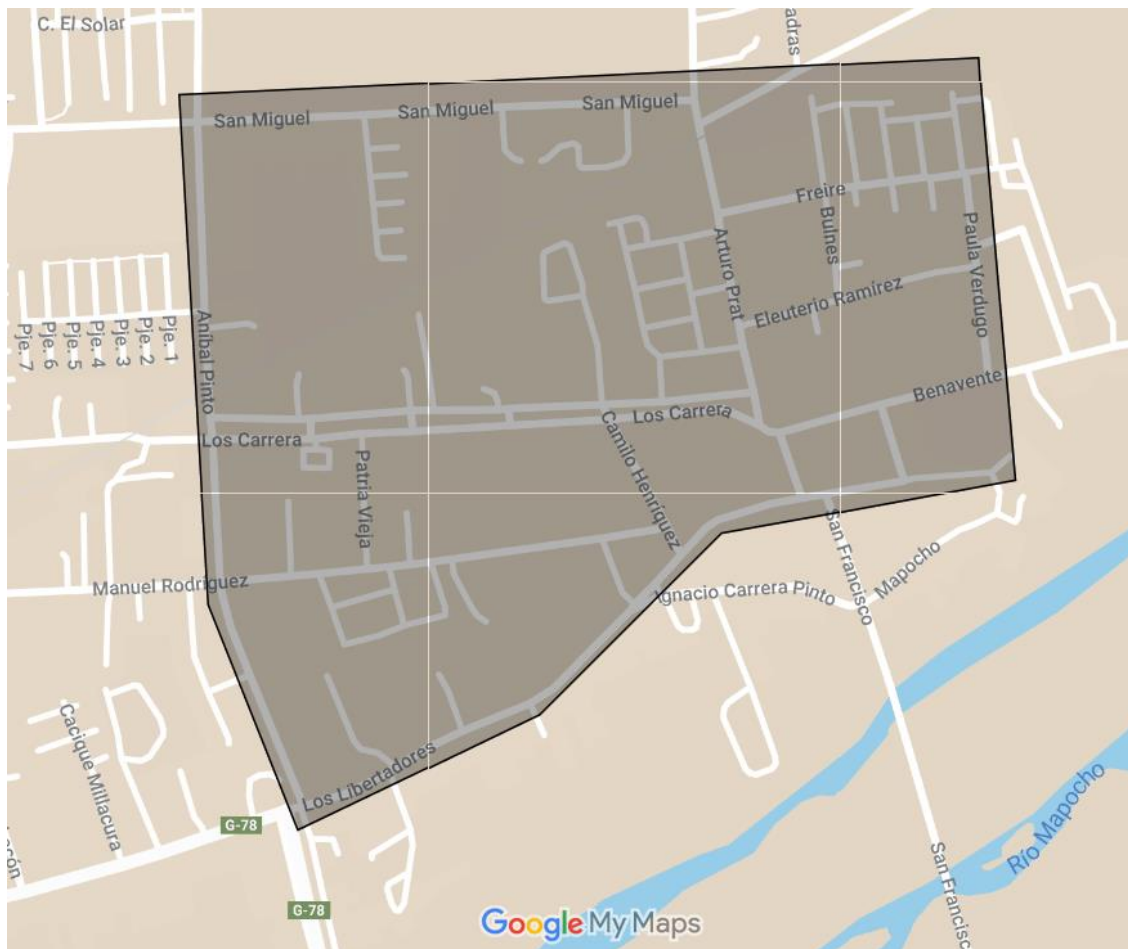 C. El Solar
adras
San Miguel
San Miguel
San Miguel
Freire
Bulnes
Arturo Prat
Paula Verdugo
Eleuterio Ramírez
Pje. 7
Pje. 6
Pje. 5
Pje. 4
Pje. 3
Pje. 2
Pje. 1
Aníbal Pinto
Benavente
Los Carrera
Los Carrera
Camilo Henríquez
Patria Vieja
San Francisco
Manuel Rodríguez
Ignacio Carrera Pinto
Mapocho
Cacique Millacura
Los Libertadores
G-78
Río Mapocho
acón
San Francisc
G-78
Google My Maps